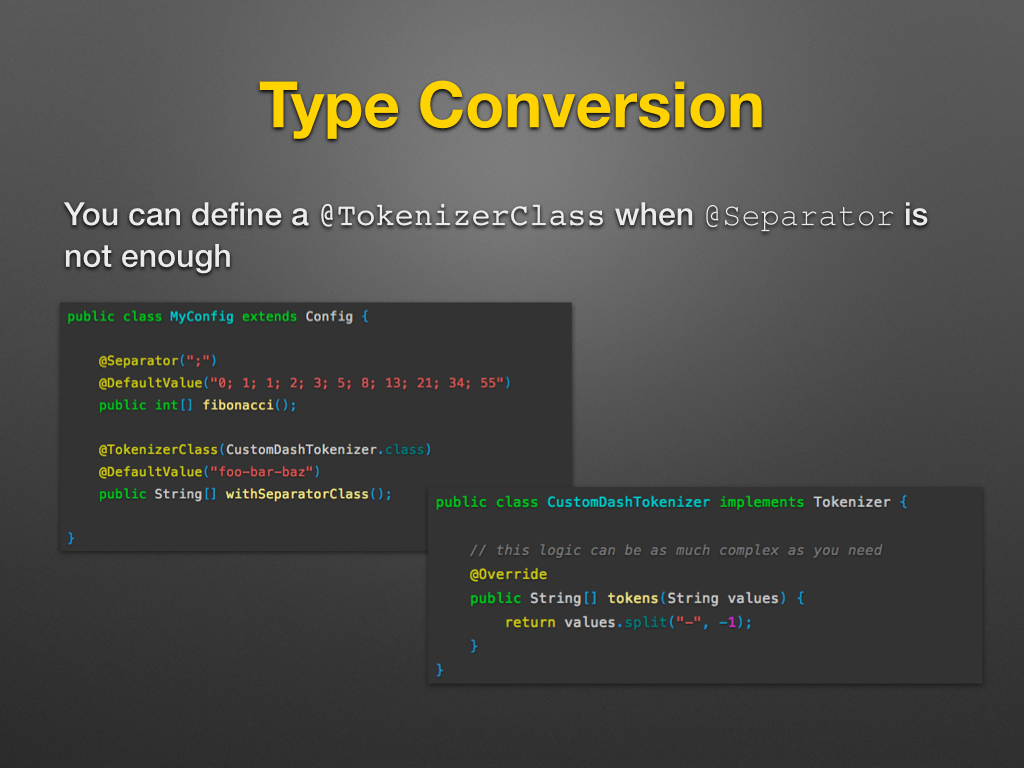 Type Conversion
You can define a @TokenizerClass when @Separator is
not enough
public class MyConfig extends Config {
@Separator(";")
@DefaultValue("0; 1; 1; 2; 3; 5; 8; 13; 21; 34; 55")
public int[] fibonacci();
@TokenizerClass(CustomDashTokenizer.class)
@DefaultValue("foo-bar-baz")
public String[] withSeparatorClass();
}
public class CustomDashTokenizer implements Tokenizer {
// this logic can be as much complex as you need
@Override
public String[] tokens(String values) {
return values.split("-", -1);
}
}